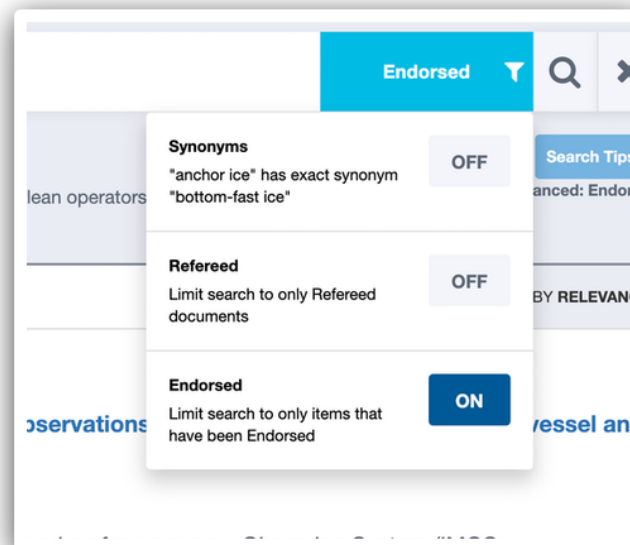 Endorsed
Synonyms
"anchor ice" has exact synonym
"bottom-fast ice"
OFF
Search Tips
lean operators
anced: Endor
Refereed
Limit search to only Refereed
documents
OFF
BY RELEVANC
Endorsed
Limit search to only items that
have been Endorsed
ON
oservations
vessel an